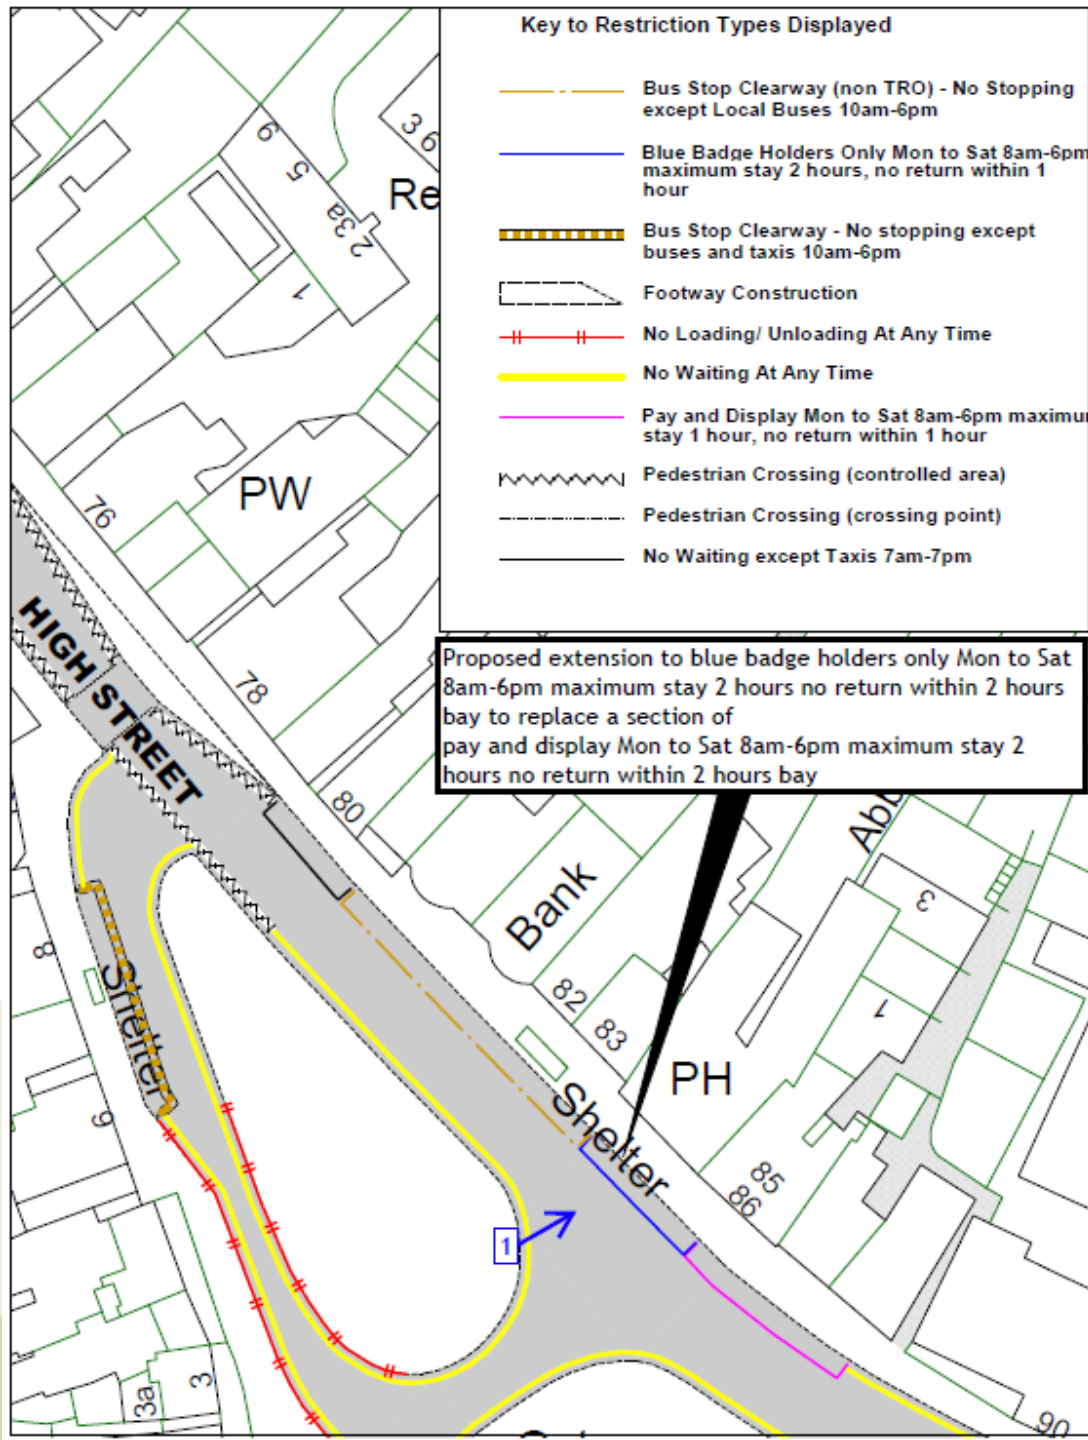 Key to Restriction Types Displayed
Bus Stop Clearway (non TRO) - No Stopping
except Local Buses 10am-6pm
Blue Badge Holders Only Mon to Sat 8am-6pm
maximum stay 2 hours, no return within 1
hour
Bus Stop Clearway - No stopping except
buses and taxis 10am-6pm
Footway Construction
No Loading/ Unloading At Any Time
No Waiting At Any Time
Pay and Display Mon to Sat 8am-6pm maximum
stay 1 hour, no return within 1 hour
Pedestrian Crossing (controlled area)
Pedestrian Crossing (crossing point)
No Waiting except Taxis 7am-7pm
Proposed extension to blue badge holders only Mon to Sat
8am-6pm maximum stay 2 hours no return within 2 hours
bay to replace a section of
pay and display Mon to Sat 8am-6pm maximum stay 2
hours no return within 2 hours bay
39
Re
9
5
3a
2
1
PW
76
HIGH STREET
78
80
Bank
82
83
Abb
3
1
PH
Shelter
85
86
8
Shelter
6
1
3
3a
90